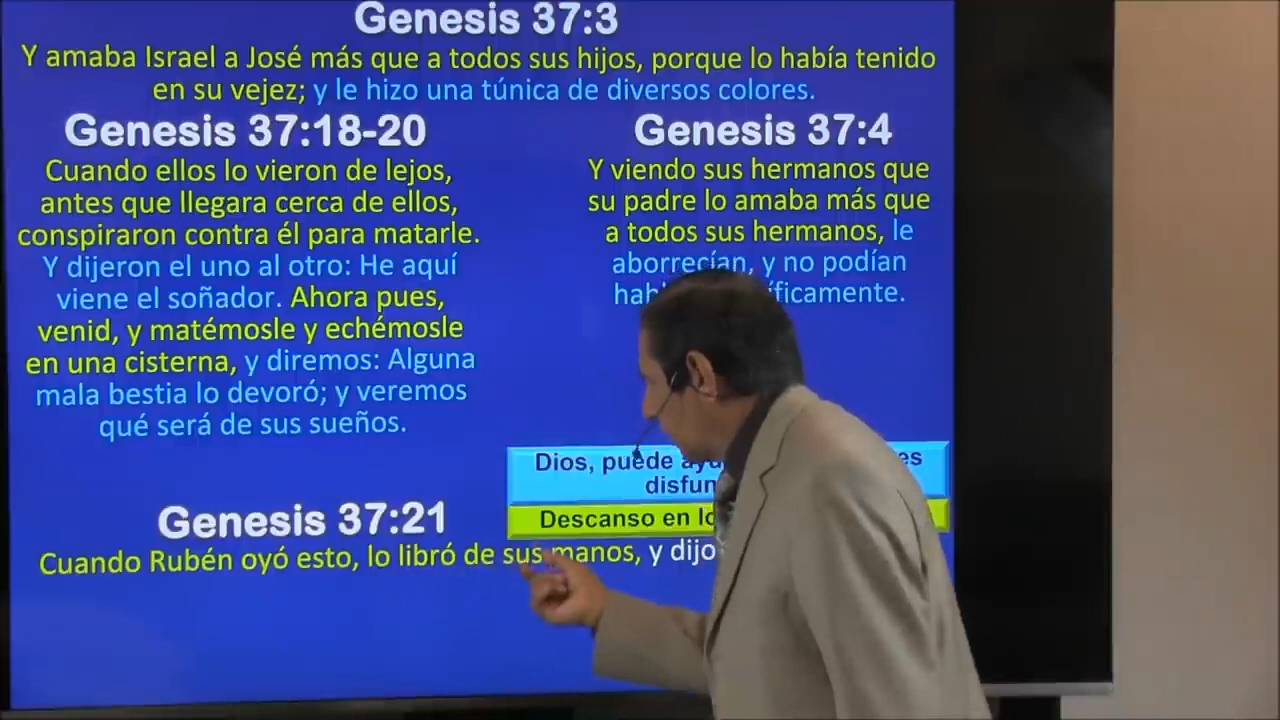 Genesis 37:3
Y amaba Israel a José más que a todos sus hijos, porque lo había tenido
en su vejez; y le hizo una túnica de diversos colores.
Genesis 37:18-20
Cuando ellos lo vieron de lejos,
antes que llegara cerca de ellos,
conspiraron contra él para matarle.
Y dijeron el uno al otro: He aquí
viene el soñador. Ahora pues,
venid, y matémosle y echémosle
en una cisterna, y diremos: Alguna
mala bestia lo devoró; y veremos
qué será de sus sueños.
Genesis 37:4
Y viendo sus hermanos que
su padre lo amaba más que
a todos sus hermanos, le
aborrecían, y no podían
Dios, puede
Descanso en
Genesis 37:21
Cuando Rubén oyó esto, lo libró de sus manos, y dijo